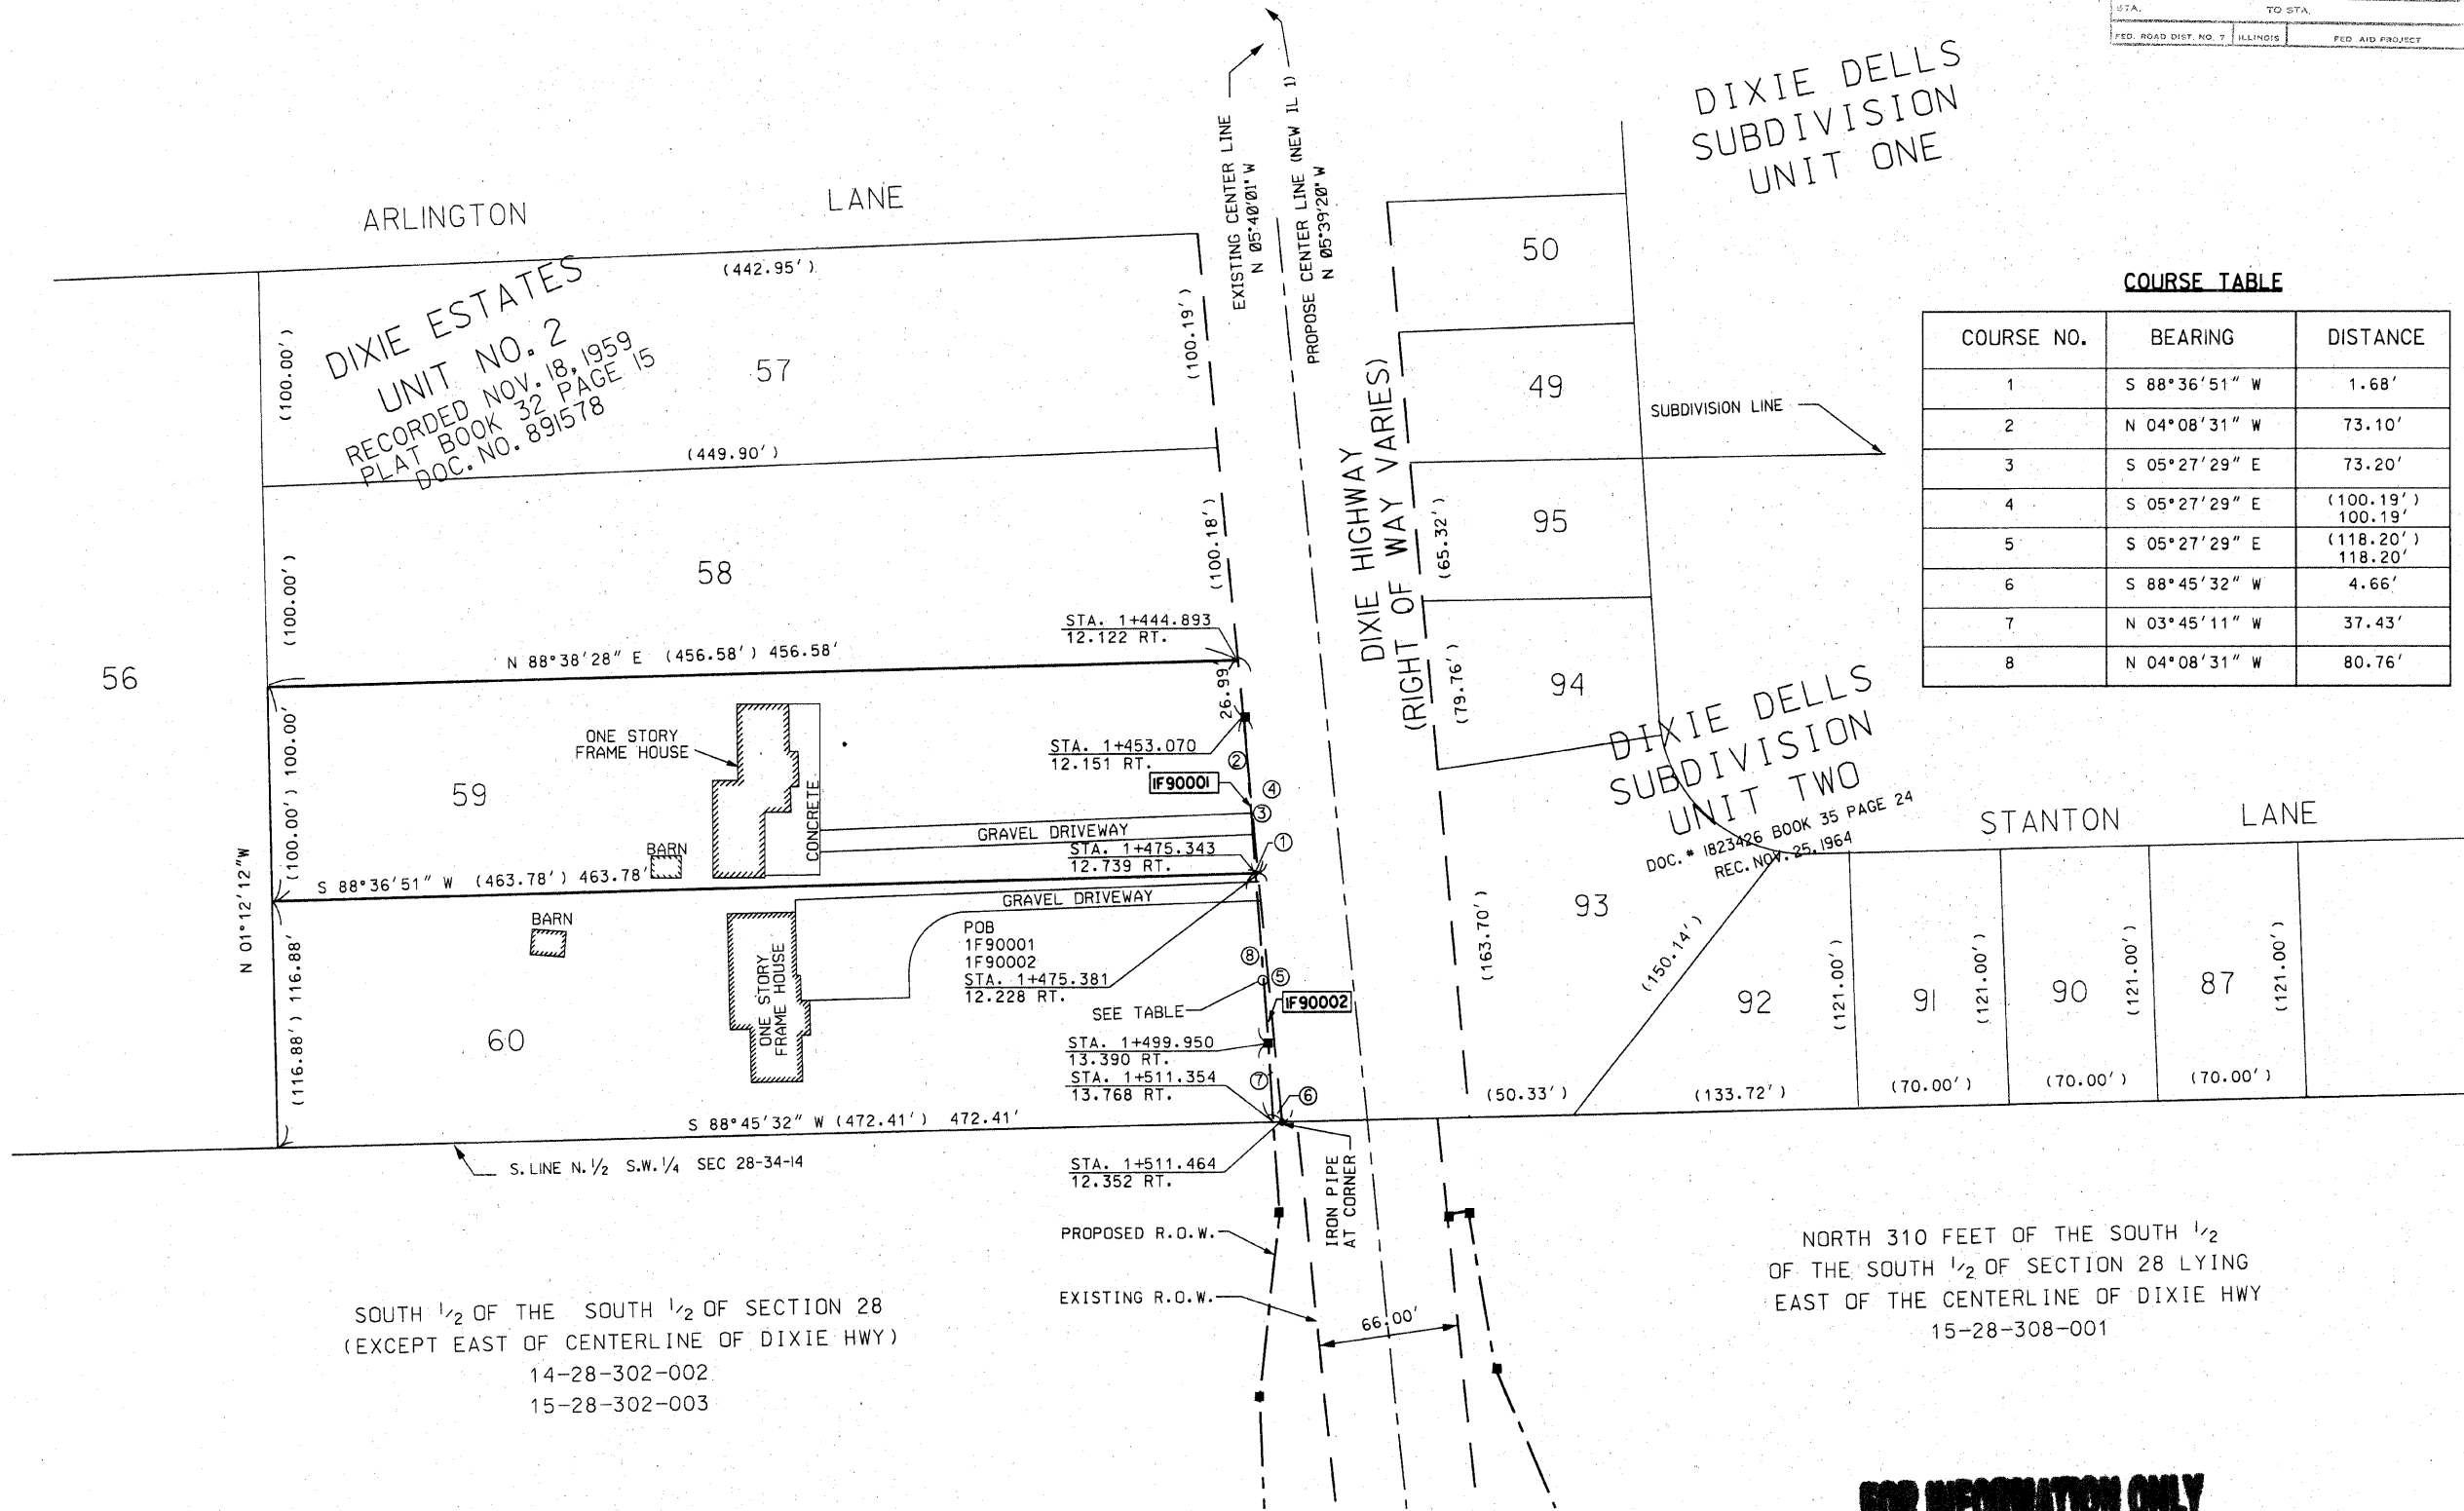 STA. TO STA.
FED. ROAD DIST. NO. 7 ILLINOIS FED AID PROJECT
DIXIE DELLS
SUBDIVISION
UNIT ONE
ARLINGTON LANE
EXISTING CENTER LINE
N 05°40'01" W
PROPOSE CENTER LINE (NEW IL 1)
N 05°39'20" W
(442.95')
(100.00')
DIXIE ESTATES
UNIT NO. 2
RECORDED NOV. 18, 1959
PLAT BOOK 32 PAGE 15
DOC. NO. 891578
57
(100.19')
(449.90')
50
49
SUBDIVISION LINE
DIXIE HIGHWAY
(RIGHT OF WAY VARIES)
(65.32')
95
(79.76')
94
COURSE TABLE
COURSE NO. BEARING DISTANCE
1 S 88°36'51" W 1.68'
2 N 04°08'31" W 73.10'
3 S 05°27'29" E 73.20'
4 S 05°27'29" E (100.19')
100.19'
5 S 05°27'29" E (118.20')
118.20'
6 S 88°45'32" W 4.66'
7 N 03°45'11" W 37.43'
8 N 04°08'31" W 80.76'
(100.00')
58
(100.18')
STA. 1+444.893
12.122 RT.
N 88°38'28" E (456.58') 456.58'
56
26.99'
ONE STORY
FRAME HOUSE
59
(100.00') 100.00'
CONCRETE
STA. 1+453.070
12.151 RT.
2
1F90001
4
3
GRAVEL DRIVEWAY
BARN
STA. 1+475.343
12.739 RT.
1
S 88°36'51" W (463.78') 463.78'
N 01°12'12"W
GRAVEL DRIVEWAY
BARN
ONE STORY
FRAME HOUSE
POB
1F90001
1F90002
STA. 1+475.381
12.228 RT.
8
5
SEE TABLE
1F90002
(116.88') 116.88'
60
STA. 1+499.950
13.390 RT.
STA. 1+511.354
13.768 RT.
7
6
S 88°45'32" W (472.41') 472.41'
S. LINE N. 1/2 S.W. 1/4 SEC 28-34-14
STA. 1+511.464
12.352 RT.
IRON PIPE
AT CORNER
PROPOSED R.O.W.
EXISTING R.O.W.
66.00'
DIXIE DELLS
SUBDIVISION
UNIT TWO
DOC. # 1823426 BOOK 35 PAGE 24
REC. NOV. 25, 1964
STANTON LANE
(163.70')
93
(150.14')
92
(121.00')
91
(121.00')
90
(121.00')
87
(121.00')
(50.33')
(133.72')
(70.00')
(70.00')
(70.00')
SOUTH 1/2 OF THE SOUTH 1/2 OF SECTION 28
(EXCEPT EAST OF CENTERLINE OF DIXIE HWY)
14-28-302-002
15-28-302-003
NORTH 310 FEET OF THE SOUTH 1/2
OF THE SOUTH 1/2 OF SECTION 28 LYING
EAST OF THE CENTERLINE OF DIXIE HWY
15-28-308-001
FOR INFORMATION ONLY